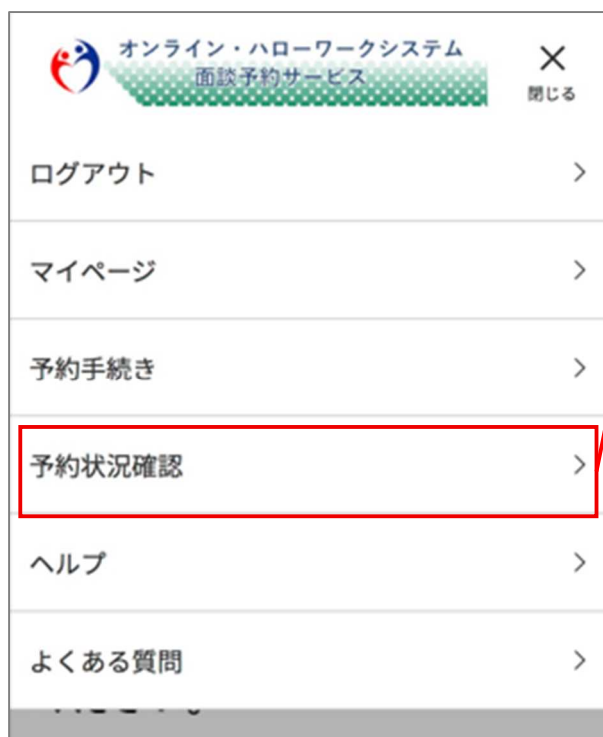 オンライン・ハローワークシステム
面談予約サービス
閉じる
ログアウト
マイページ
予約手続き
予約状況確認
ヘルプ
よくある質問